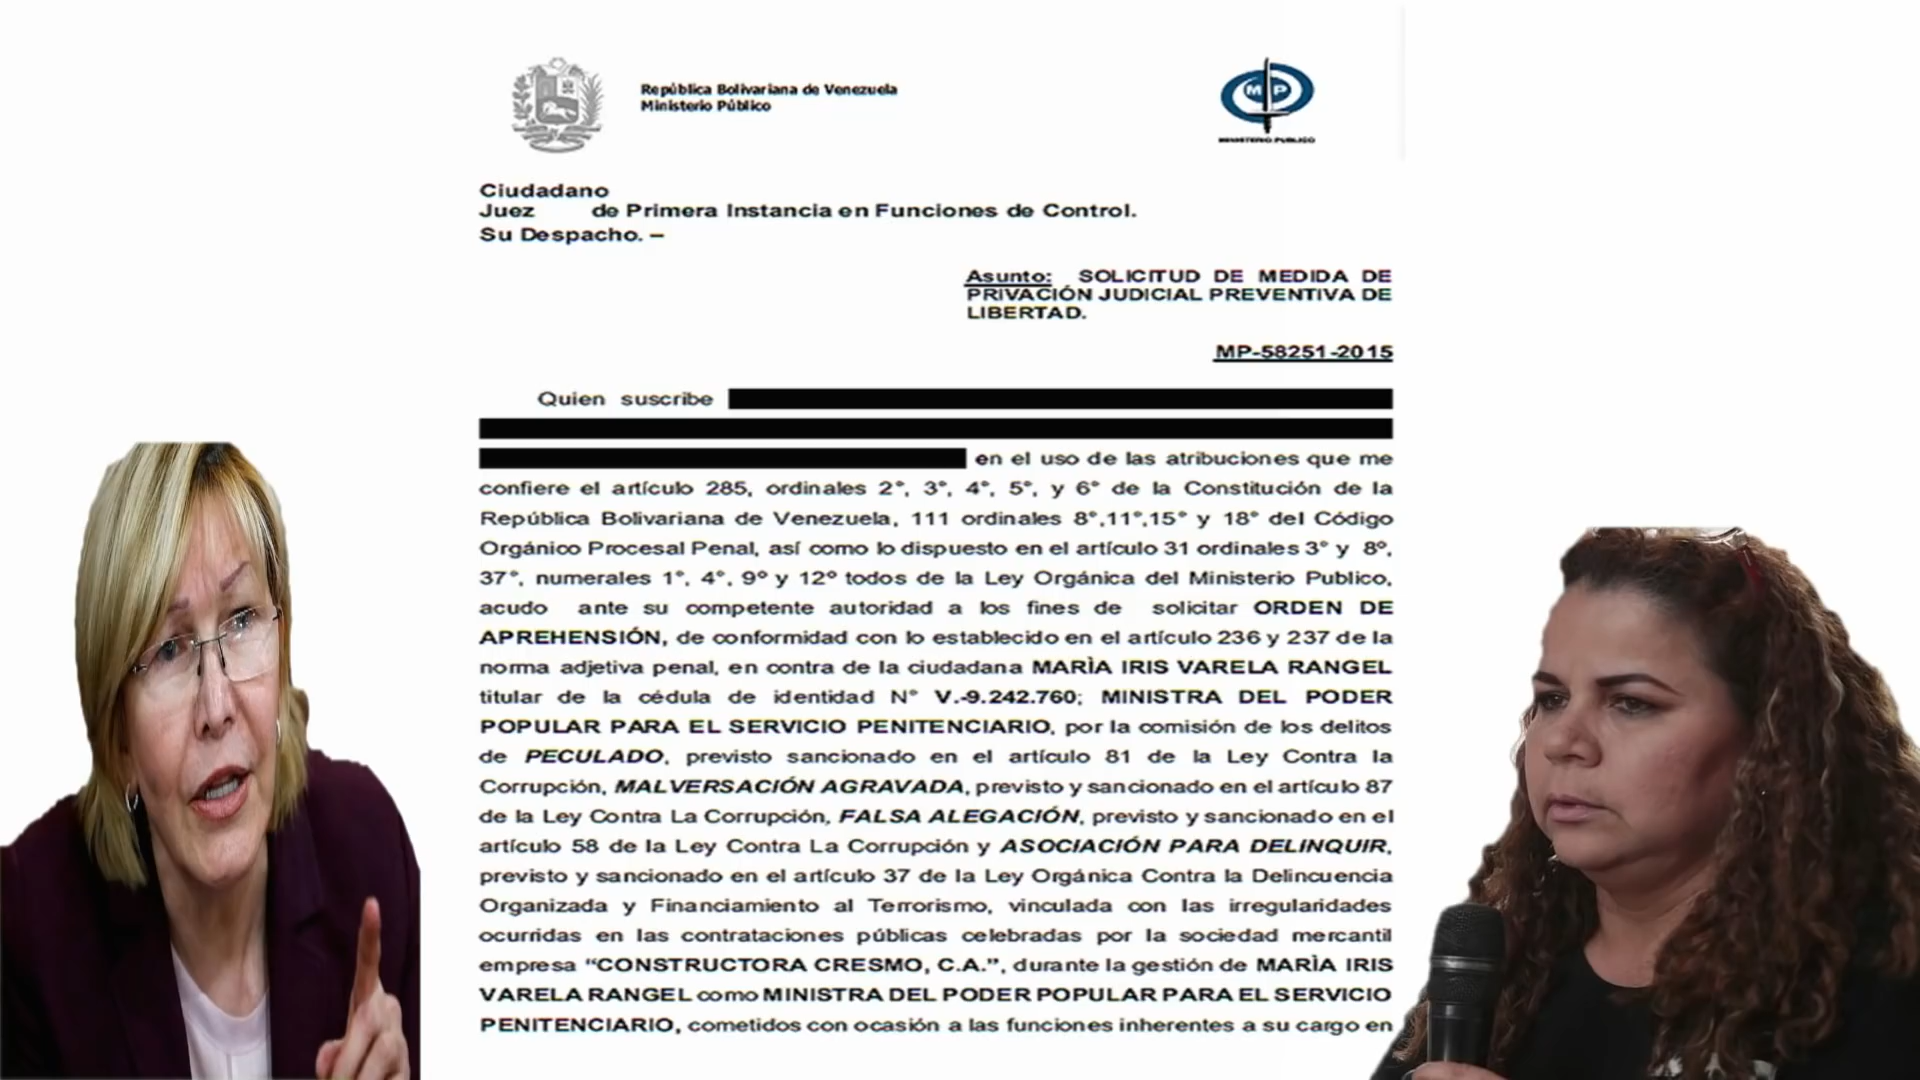 República Bolivariana de Venezuela
Ministerio Público
MP
MINISTERIO PUBLICO
Ciudadano
Juez de Primera Instancia en Funciones de Control.
Su Despacho. –
Asunto: SOLICITUD DE MEDIDA DE
PRIVACIÓN JUDICIAL PREVENTIVA DE
LIBERTAD.
MP-58251-2015
Quien suscribe
en el uso de las atribuciones que me
confiere el artículo 285, ordinales 2°, 3°, 4°, 5°, y 6° de la Constitución de la
República Bolivariana de Venezuela, 111 ordinales 8°,11°,15° y 18° del Código
Orgánico Procesal Penal, así como lo dispuesto en el artículo 31 ordinales 3° y 8º,
37°, numerales 1°, 4°, 9º y 12º todos de la Ley Orgánica del Ministerio Publico,
acudo ante su competente autoridad a los fines de solicitar ORDEN DE
APREHENSIÓN, de conformidad con lo establecido en el artículo 236 y 237 de la
norma adjetiva penal, en contra de la ciudadana MARÌA IRIS VARELA RANGEL
titular de la cédula de identidad N° V.-9.242.760; MINISTRA DEL PODER
POPULAR PARA EL SERVICIO PENITENCIARIO, por la comisión de los delitos
de PECULADO, previsto sancionado en el artículo 81 de la Ley Contra la
Corrupción, MALVERSACIÓN AGRAVADA, previsto y sancionado en el artículo 87
de la Ley Contra La Corrupción, FALSA ALEGACIÓN, previsto y sancionado en el
artículo 58 de la Ley Contra La Corrupción y ASOCIACIÓN PARA DELINQUIR,
previsto y sancionado en el artículo 37 de la Ley Orgánica Contra la Delincuencia
Organizada y Financiamiento al Terrorismo, vinculada con las irregularidades
ocurridas en las contrataciones públicas celebradas por la sociedad mercantil
empresa “CONSTRUCTORA CRESMO, C.A.”, durante la gestión de MARÌA IRIS
VARELA RANGEL como MINISTRA DEL PODER POPULAR PARA EL SERVICIO
PENITENCIARIO, cometidos con ocasión a las funciones inherentes a su cargo en